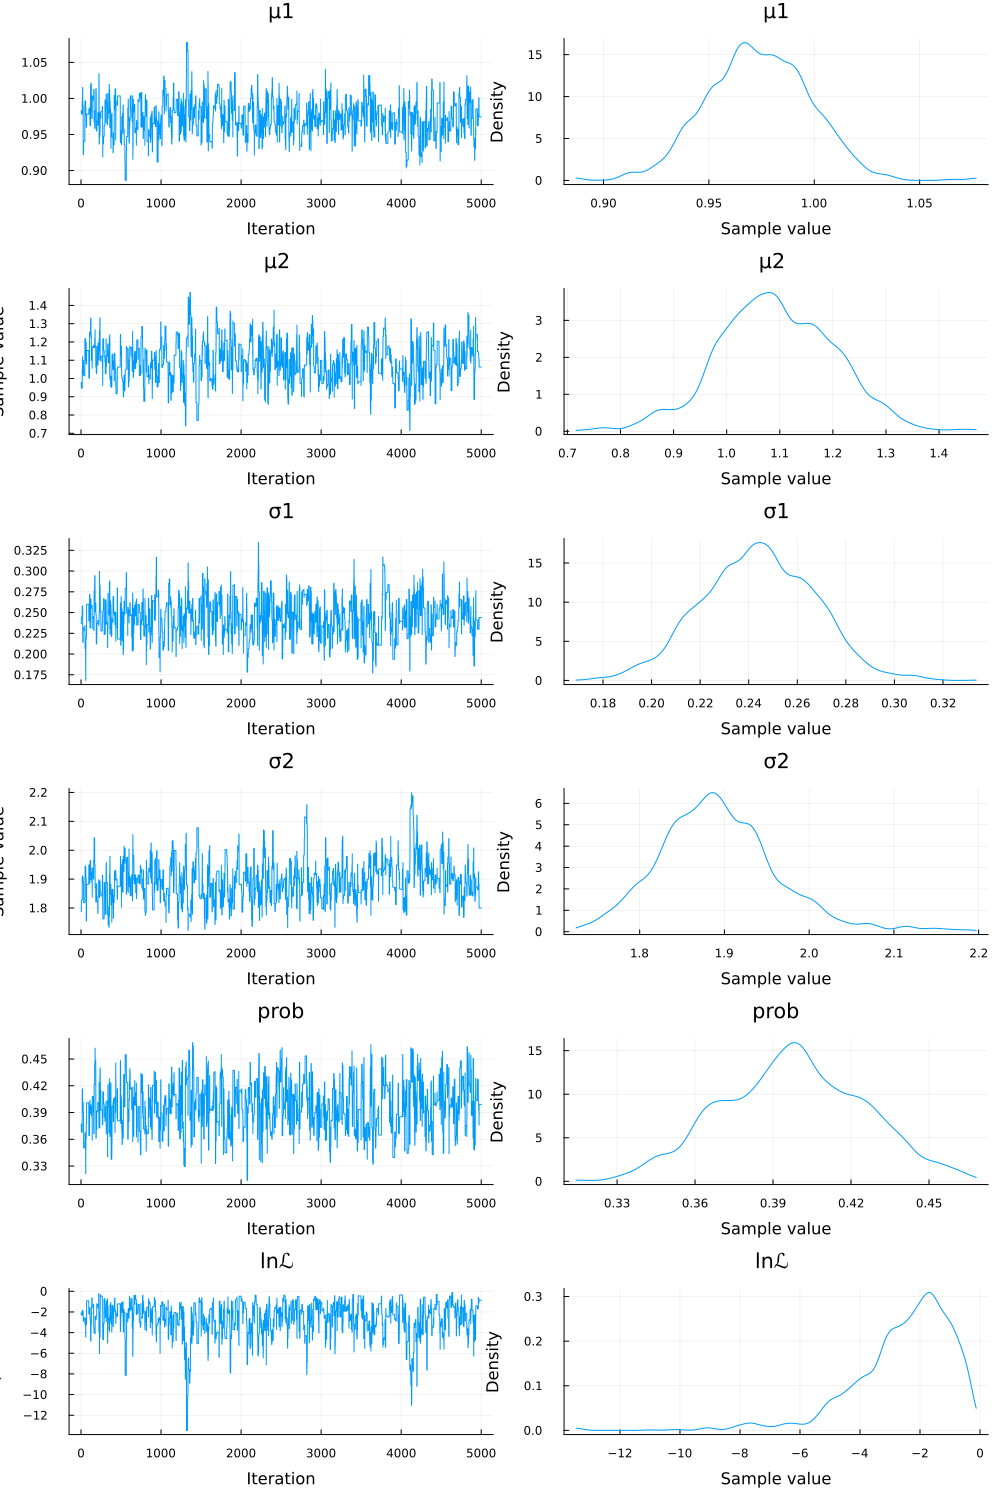 μ1
μ1
1.05
1.00
0.95
0.90
0 1000 2000 3000 4000 5000
Iteration
Density
15
10
5
0
0.90 0.95 1.00 1.05
Sample value
μ2
μ2
1.4
1.3
1.2
1.1
1.0
0.9
0.8
0.7
0 1000 2000 3000 4000 5000
Iteration
Density
3
2
1
0
0.7 0.8 0.9 1.0 1.1 1.2 1.3 1.4
Sample value
σ1
σ1
0.325
0.300
0.275
0.250
0.225
0.200
0.175
0 1000 2000 3000 4000 5000
Iteration
Density
15
10
5
0
0.18 0.20 0.22 0.24 0.26 0.28 0.30 0.32
Sample value
σ2
σ2
2.2
2.1
2.0
1.9
1.8
0 1000 2000 3000 4000 5000
Iteration
Density
6
5
4
3
2
1
0
1.8 1.9 2.0 2.1 2.2
Sample value
prob
prob
0.45
0.42
0.39
0.36
0.33
0 1000 2000 3000 4000 5000
Iteration
Density
15
10
5
0
0.33 0.36 0.39 0.42 0.45
Sample value
lnℒ
lnℒ
0
−2
−4
−6
−8
−10
−12
0 1000 2000 3000 4000 5000
Iteration
Density
0.3
0.2
0.1
0.0
−12 −10 −8 −6 −4 −2 0
Sample value